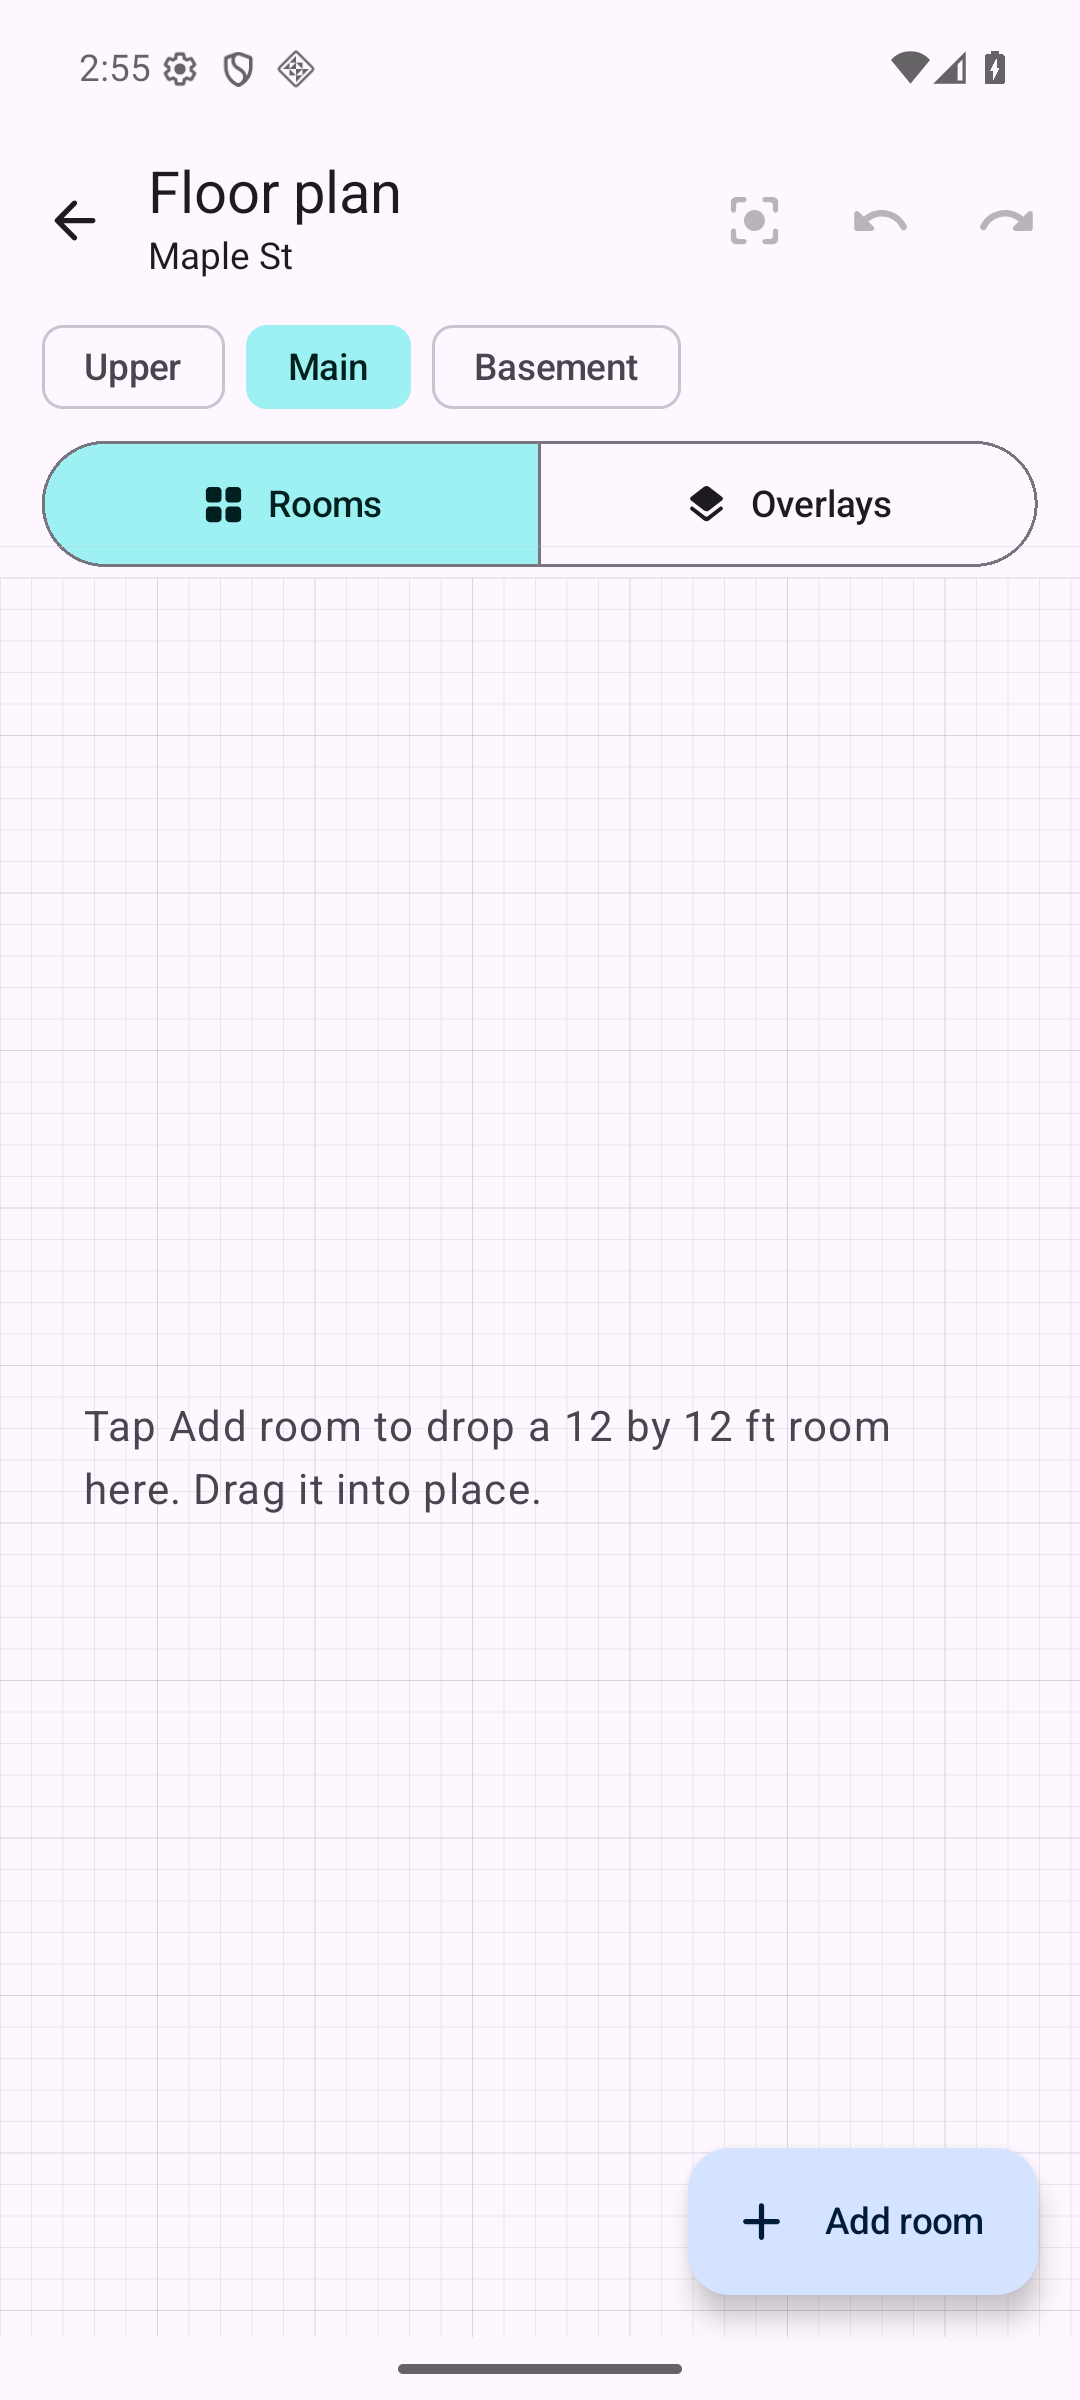 2:55
Floor plan
Maple St
Upper Main Basement
Rooms Overlays
Tap Add room to drop a 12 by 12 ft room
here. Drag it into place.
Add room